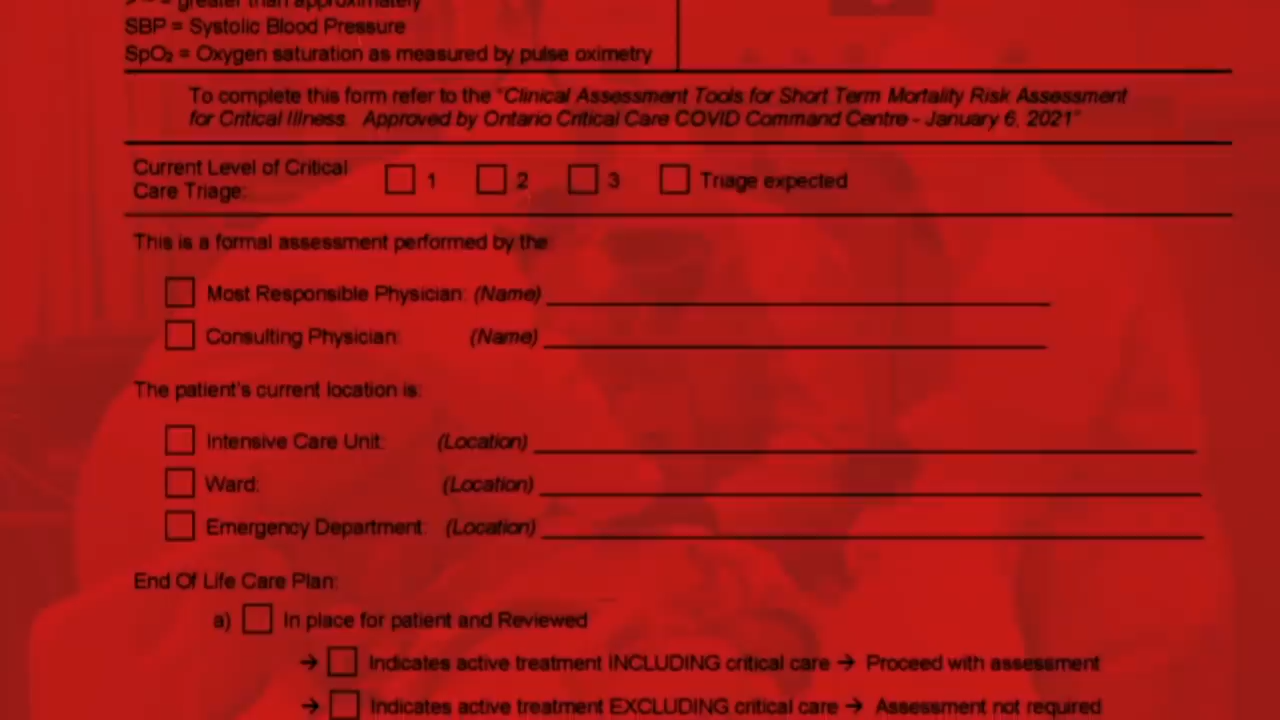 = greater than approximately
SBP = Systolic Blood Pressure
SpO₂ = Oxygen saturation as measured by pulse oximetry
To complete this form refer to the "Clinical Assessment Tools for Short Term Mortality Risk Assessment
for Critical Illness. Approved by Ontario Critical Care COVID Command Centre - January 6, 2021"
Current Level of Critical
Care Triage:
1 2 3 Triage expected
This is a formal assessment performed by the:
Most Responsible Physician: (Name)
Consulting Physician: (Name)
The patient's current location is:
Intensive Care Unit: (Location)
Ward: (Location)
Emergency Department: (Location)
End Of Life Care Plan:
a) In place for patient and Reviewed
→ Indicates active treatment INCLUDING critical care → Proceed with assessment
→ Indicates active treatment EXCLUDING critical care → Assessment not required